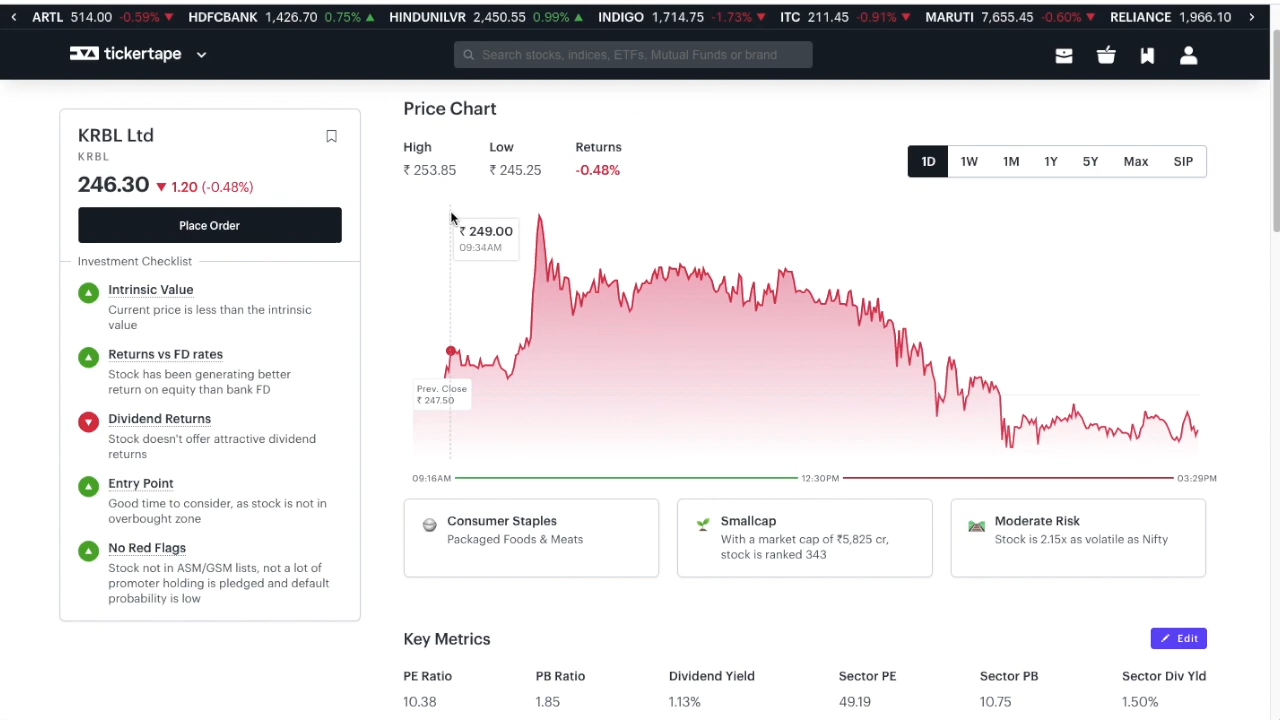 ARTL 514.00 -0.59% HDFCBANK 1,426.70 0.75% HINDUNILVR 2,450.55 0.99% INDIGO 1,714.75 -1.73% ITC 211.45 -0.91% MARUTI 7,655.45 -0.60% RELIANCE 1,966.10
tickertape
Search stocks, indices, ETFs, Mutual Funds or brand
KRBL Ltd
KRBL
246.30 1.20 (-0.48%)
Place Order
Investment Checklist
Intrinsic Value
Current price is less than the intrinsic
value
Returns vs FD rates
Stock has been generating better
return on equity than bank FD
Dividend Returns
Stock doesn't offer attractive dividend
returns
Entry Point
Good time to consider, as stock is not in
overbought zone
No Red Flags
Stock not in ASM/GSM lists, not a lot of
promoter holding is pledged and default
probability is low
Price Chart
High Low Returns
₹ 253.85 ₹ 245.25 -0.48%
1D 1W 1M 1Y 5Y Max SIP
₹ 249.00
09:34AM
Prev. Close
₹ 247.50
09:16AM 12:30PM 03:29PM
Consumer Staples
Packaged Foods & Meats
Smallcap
With a market cap of ₹5,825 cr,
stock is ranked 343
Moderate Risk
Stock is 2.15x as volatile as Nifty
Key Metrics
Edit
PE Ratio PB Ratio Dividend Yield Sector PE Sector PB Sector Div Yld
10.38 1.85 1.13% 49.19 10.75 1.50%